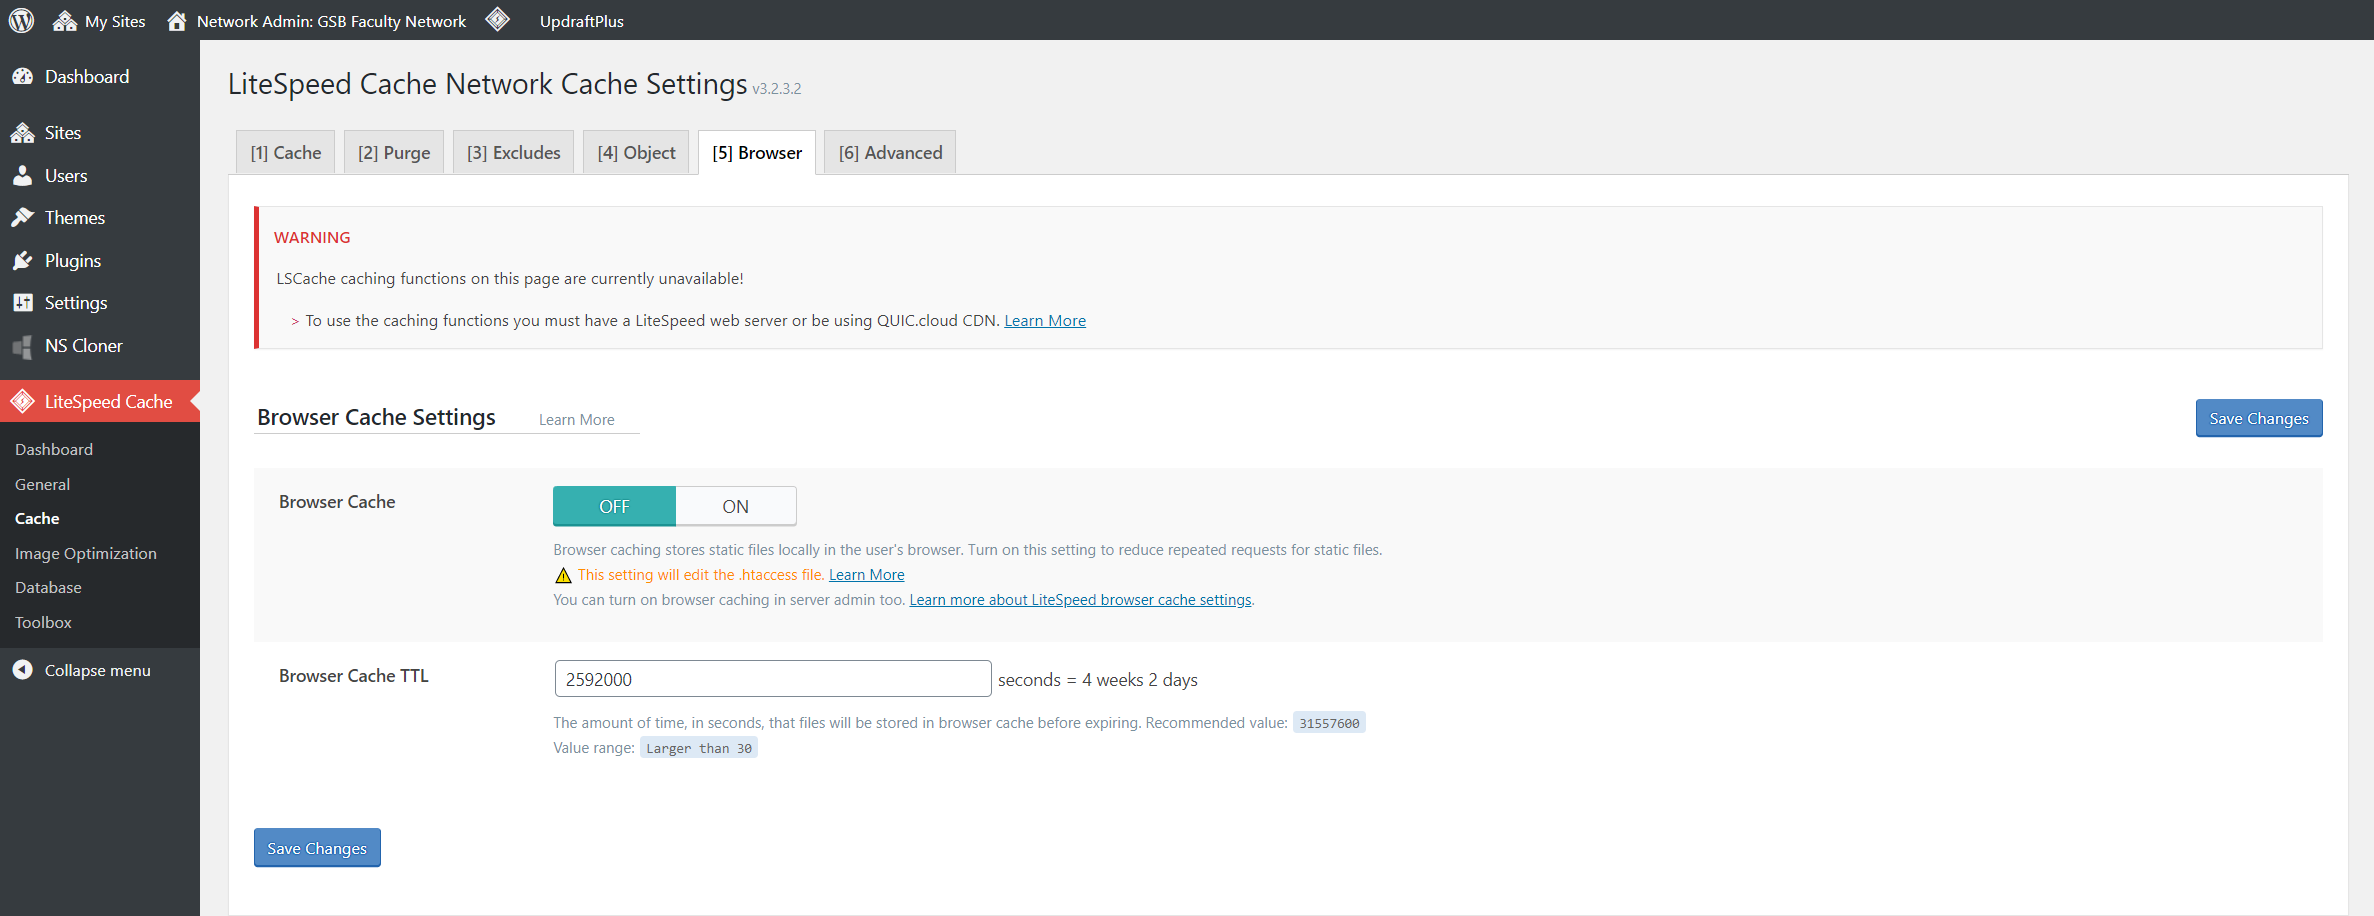 My Sites
Network Admin: GSB Faculty Network
UpdraftPlus
Dashboard
Sites
Users
Themes
Plugins
Settings
NS Cloner
LiteSpeed Cache
Dashboard
General
Cache
Image Optimization
Database
Toolbox
Collapse menu
LiteSpeed Cache Network Cache Settings v3.2.3.2
[1] Cache
[2] Purge
[3] Excludes
[4] Object
[5] Browser
[6] Advanced
WARNING
LSCache caching functions on this page are currently unavailable!
> To use the caching functions you must have a LiteSpeed web server or be using QUIC.cloud CDN. Learn More
Browser Cache Settings Learn More
Save Changes
Browser Cache
OFF ON
Browser caching stores static files locally in the user's browser. Turn on this setting to reduce repeated requests for static files.
This setting will edit the .htaccess file. Learn More
You can turn on browser caching in server admin too. Learn more about LiteSpeed browser cache settings.
Browser Cache TTL
2592000 seconds = 4 weeks 2 days
The amount of time, in seconds, that files will be stored in browser cache before expiring. Recommended value: 31557600
Value range: Larger than 30
Save Changes